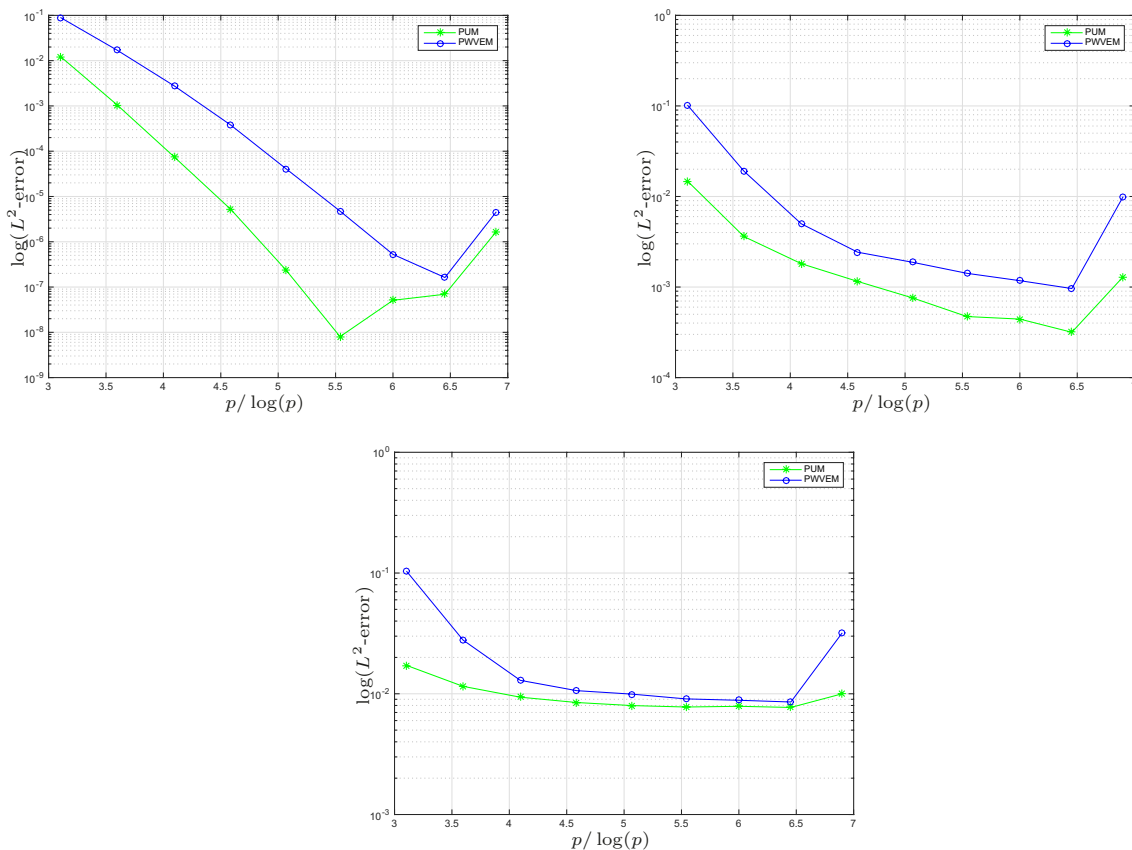 10^-1
10^-2
10^-3
10^-4
10^-5
10^-6
10^-7
10^-8
10^-9
log(L^2-error)
PUM
PWVEM
3 3.5 4 4.5 5 5.5 6 6.5 7
p/ log(p)
10^0
10^-1
10^-2
10^-3
10^-4
log(L^2-error)
PUM
PWVEM
3 3.5 4 4.5 5 5.5 6 6.5
p/ log(p)
10^0
10^-1
10^-2
10^-3
log(L^2-error)
PUM
PWVEM
3 3.5 4 4.5 5 5.5 6 6.5 7
p/ log(p)